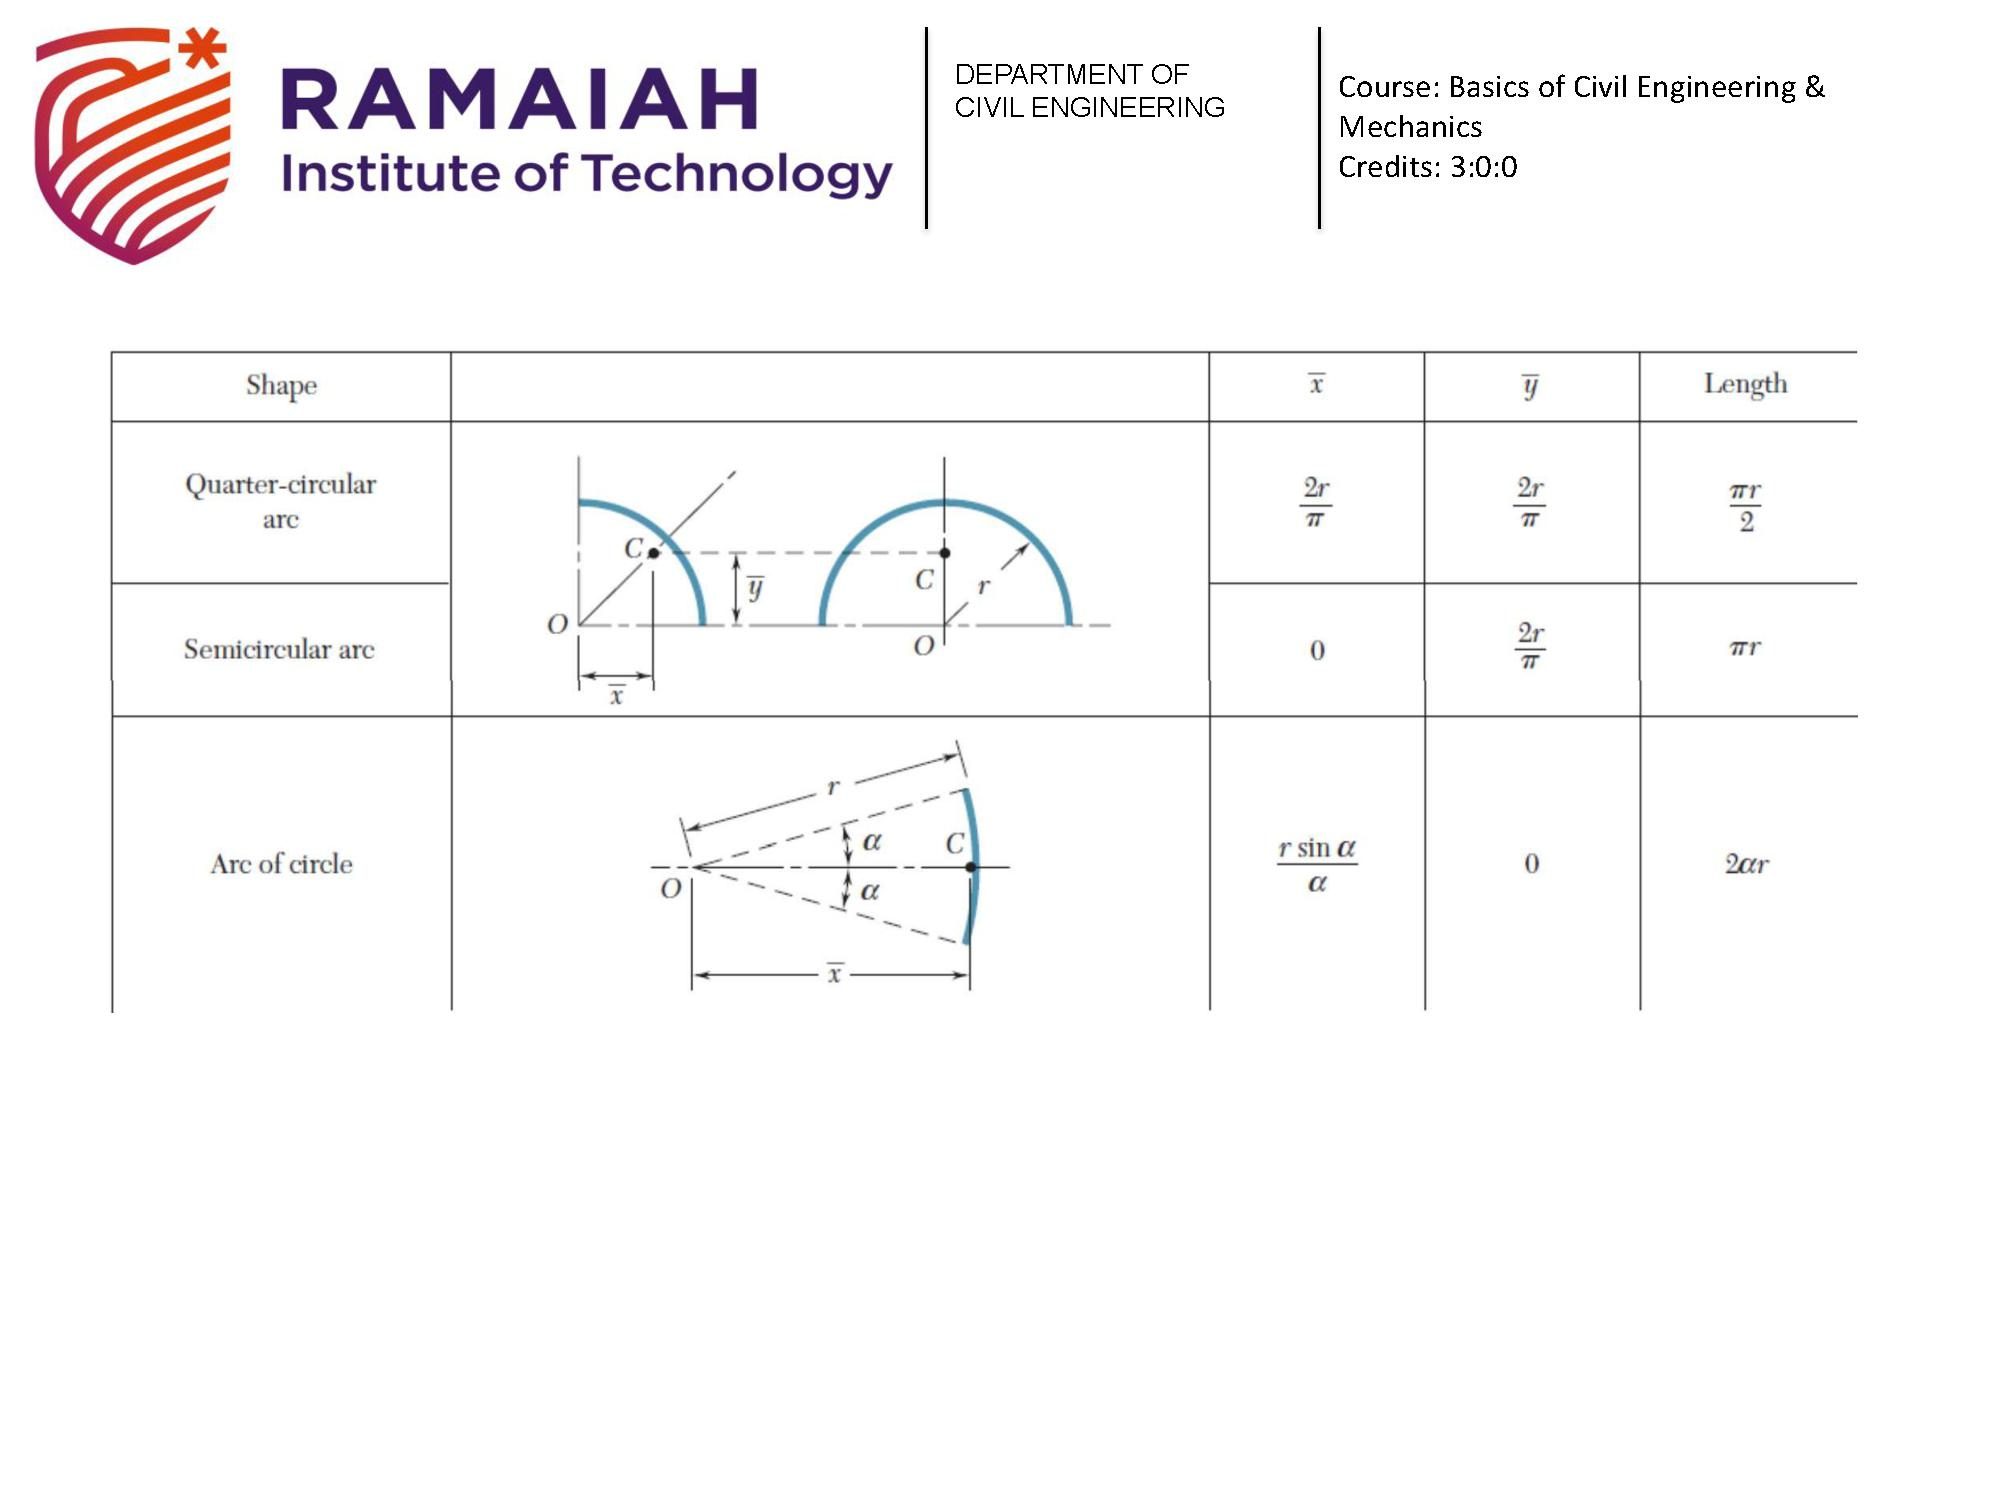 RAMAIAH
Institute of Technology
DEPARTMENT OF
CIVIL ENGINEERING
Course: Basics of Civil Engineering &
Mechanics
Credits: 3:0:0
Shape x̅ y̅ Length
Quarter-circular
arc
2r/π 2r/π πr/2
C
y̅
C
r
O
O
x̅
Semicircular arc
0 2r/π πr
Arc of circle
r
α
C
O
α
x̅
r sin α/α 0 2αr